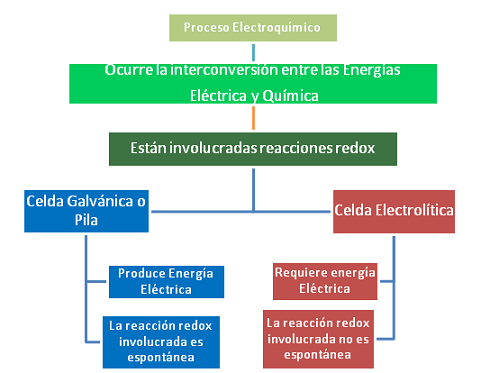 Proceso Electroquimico
Ocurre la interconversión entre las Energías
Eléctrica y Química
Están involucradas reacciones redox
Celda Galvánica o
Pila
Produce Energía
Eléctrica
La reacción redox
involucrada es
espontánea
Celda Electrolítica
Requiere energía
Eléctrica
La reacción redox
involucrada no es
espontánea